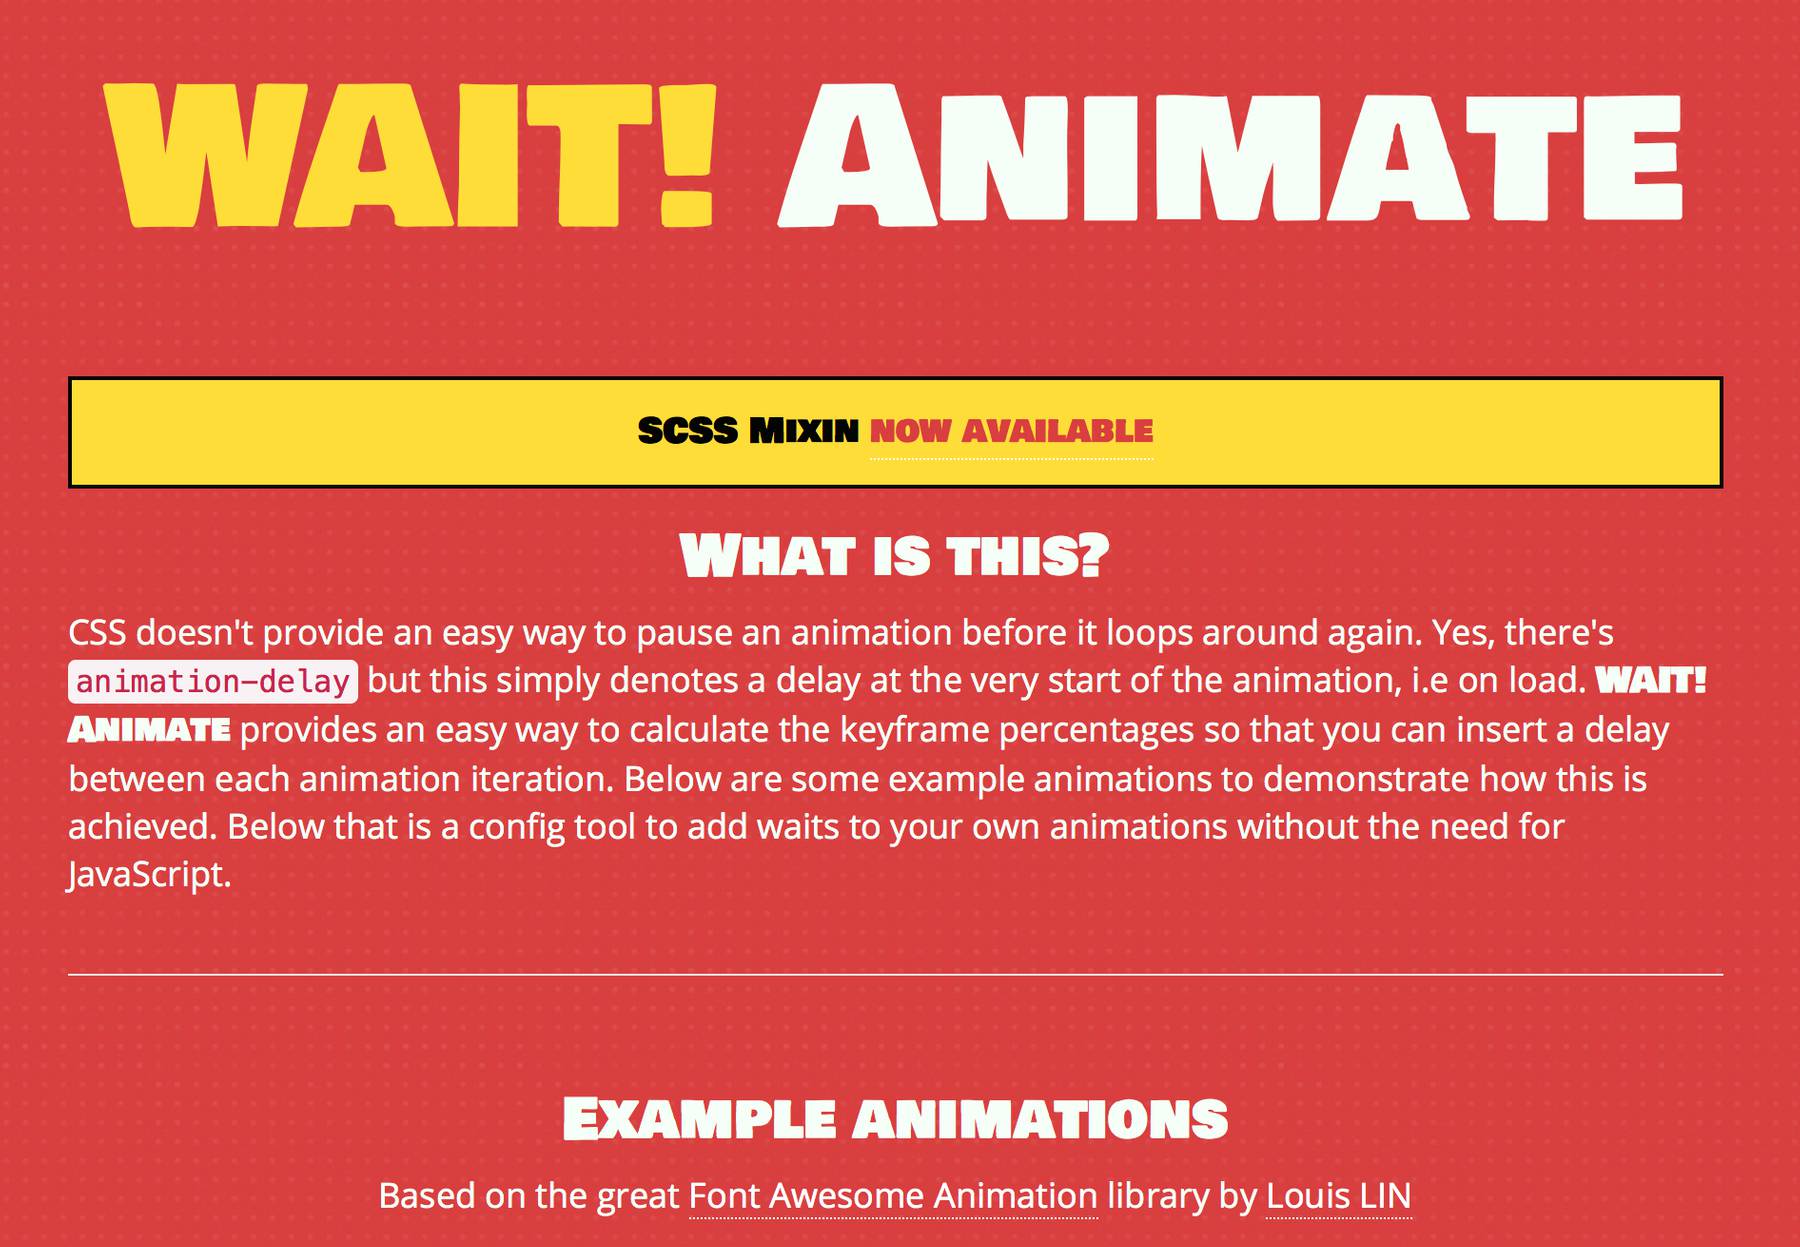 WAIT! ANIMATE
SCSS MIXIN NOW AVAILABLE
WHAT IS THIS?
CSS doesn't provide an easy way to pause an animation before it loops around again. Yes, there's
animation-delay but this simply denotes a delay at the very start of the animation, i.e on load. WAIT!
ANIMATE provides an easy way to calculate the keyframe percentages so that you can insert a delay
between each animation iteration. Below are some example animations to demonstrate how this is
achieved. Below that is a config tool to add waits to your own animations without the need for
JavaScript.
EXAMPLE ANIMATIONS
Based on the great Font Awesome Animation library by Louis LIN